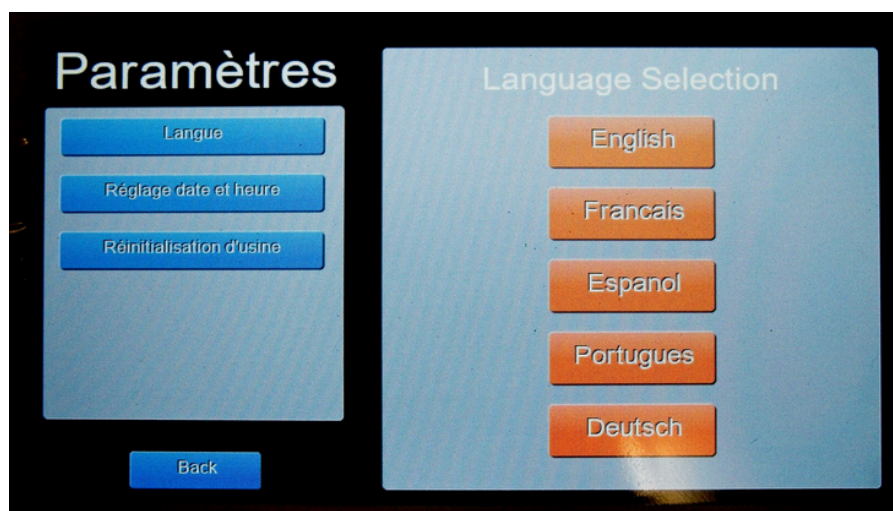 Paramètres
Langue
Réglage date et heure
Réinitialisation d'usine
Back
Language Selection
English
Francais
Espanol
Portugues
Deutsch